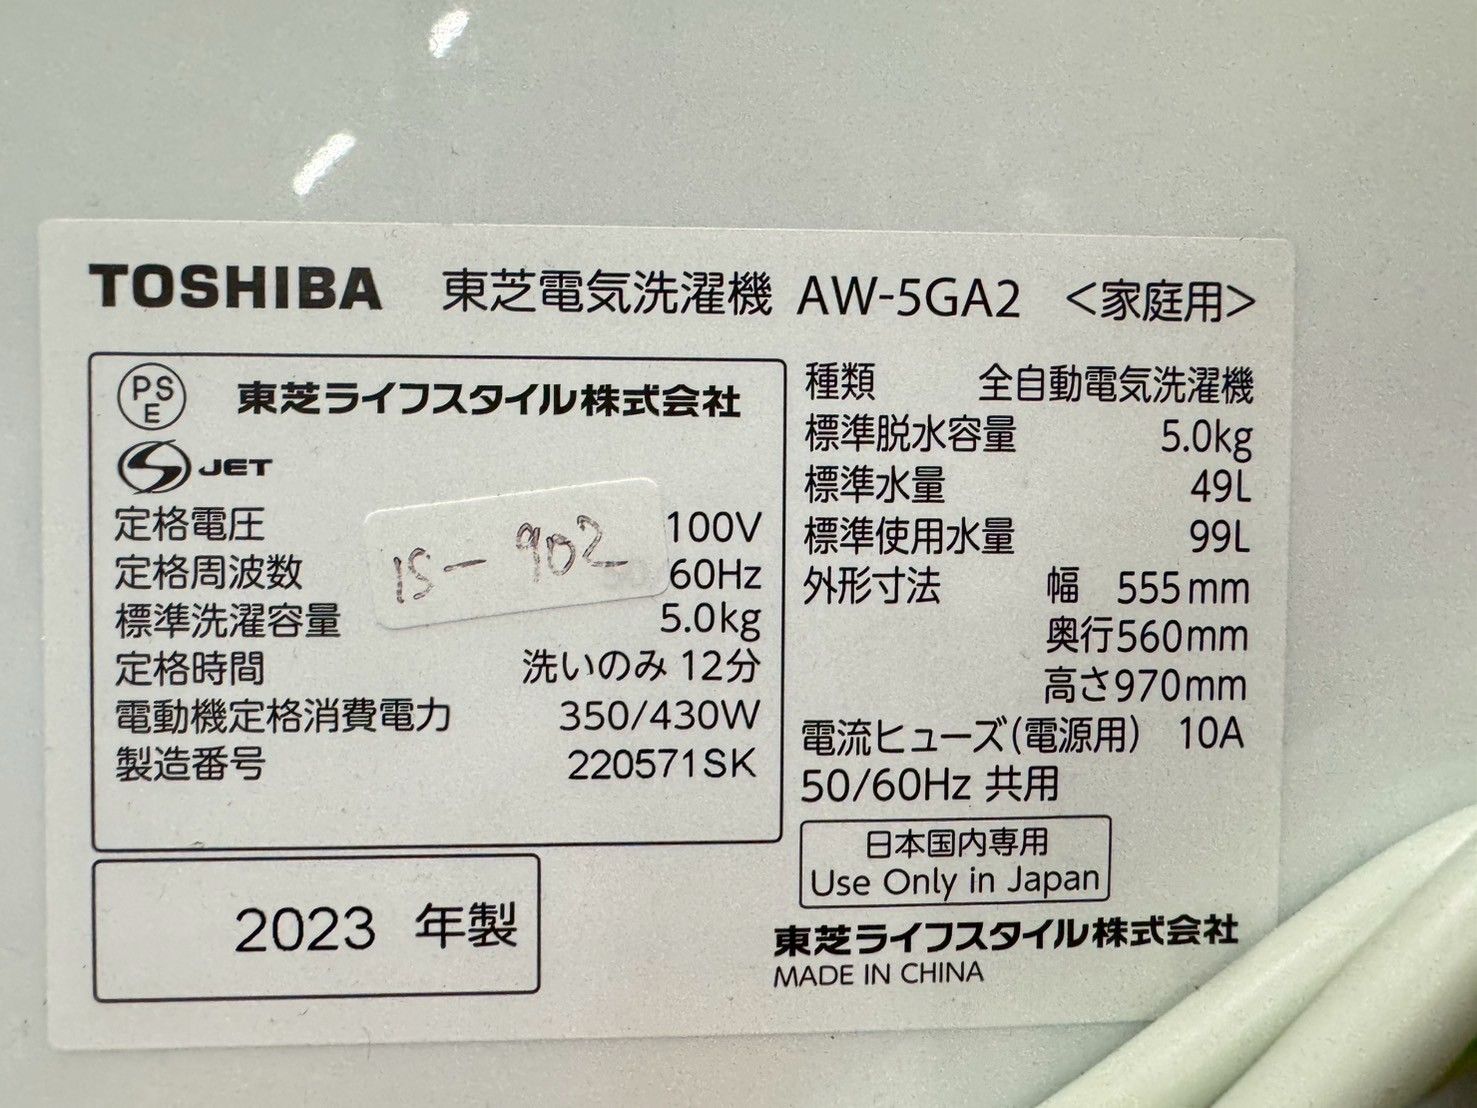 TOSHIBA 東芝電気洗濯機 AW-5GA2 <家庭用>
PSE 東芝ライフスタイル株式会社
S JET
定格電圧 100V
定格周波数 60Hz
標準洗濯容量 5.0kg
定格時間 洗いのみ 12分
電動機定格消費電力 350/430W
製造番号 220571SK
IS-902
2023 年製
種類 全自動電気洗濯機
標準脱水容量 5.0kg
標準水量 49L
標準使用水量 99L
外形寸法 幅 555mm
奥行560mm
高さ970mm
電流ヒューズ(電源用) 10A
50/60Hz 共用
日本国内専用
Use Only in Japan
東芝ライフスタイル株式会社
MADE IN CHINA